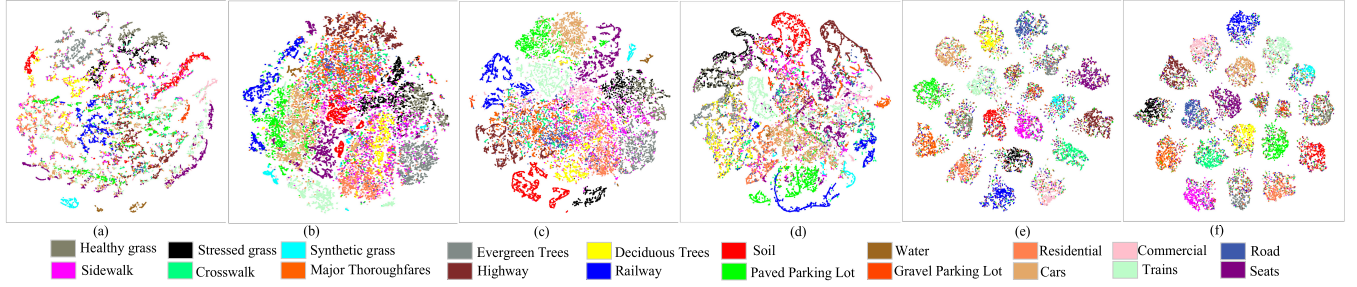 (a) (b) (c) (d) (e) (f)
Healthy grass Stressed grass Synthetic grass Evergreen Trees Deciduous Trees Soil Water Residential Commercial Road
Sidewalk Crosswalk Major Thoroughfares Highway Railway Paved Parking Lot Gravel Parking Lot Cars Trains Seats